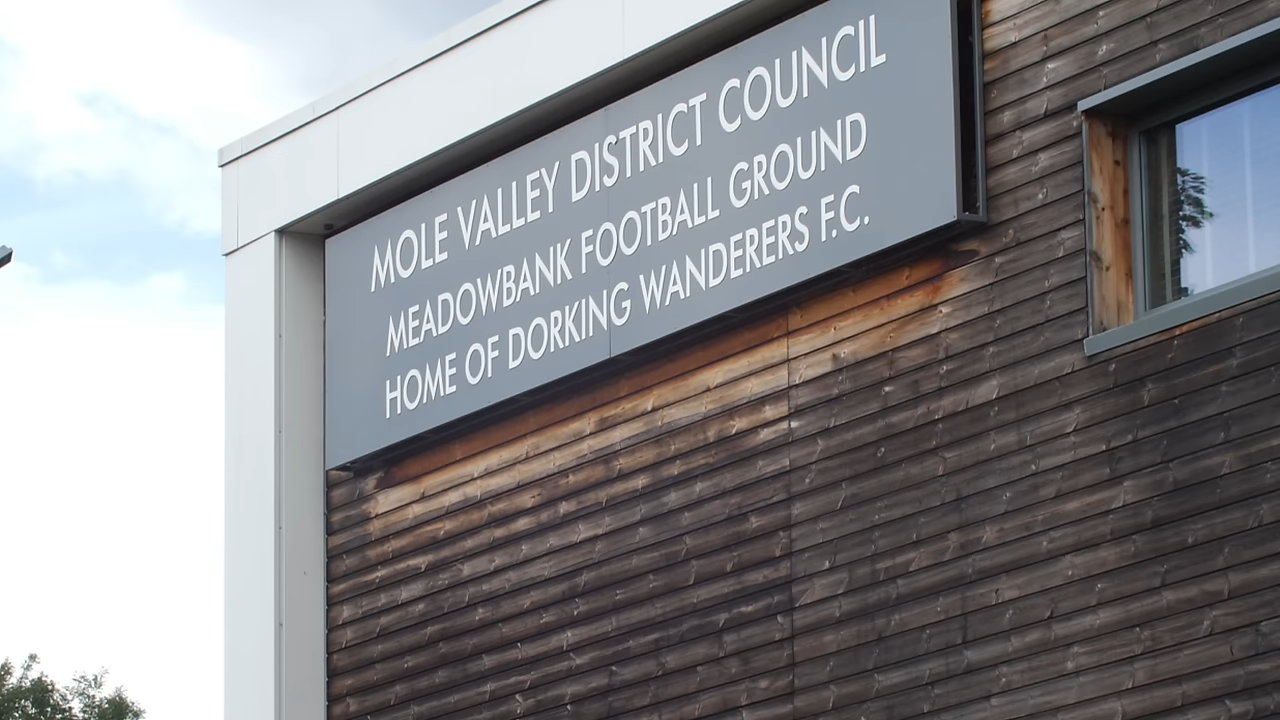 MOLE VALLEY DISTRICT COUNCIL
MEADOWBANK FOOTBALL GROUND
HOME OF DORKING WANDERERS F.C.